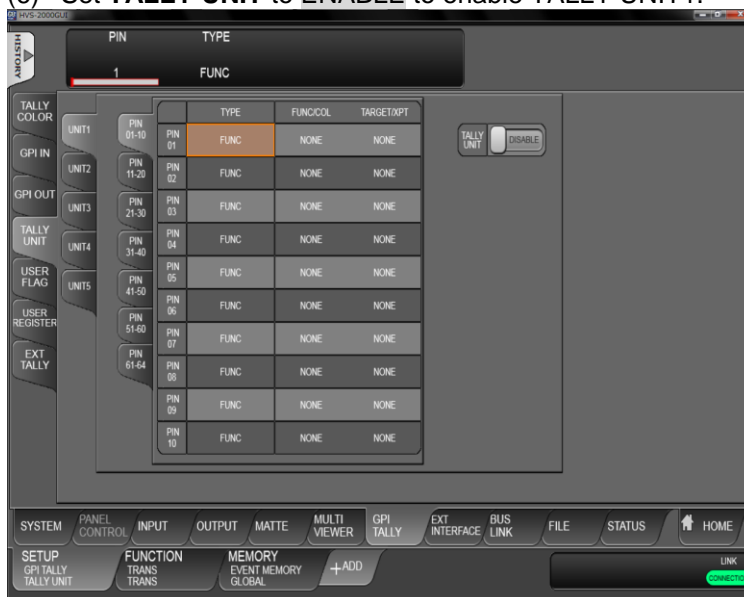 (3) Set TALLY UNIT to ENABLE to enable TALLY UNIT1.
HVS-2000GUI
HISTORY
PIN TYPE
1 FUNC
TALLY COLOR
GPI IN
GPI OUT
TALLY UNIT
USER FLAG
USER REGISTER
EXT TALLY
UNIT1
UNIT2
UNIT3
UNIT4
UNIT5
PIN 01-10
PIN 11-20
PIN 21-30
PIN 31-40
PIN 41-50
PIN 51-60
PIN 61-64
TYPE FUNC/COL TARGET/XPT
PIN 01 FUNC NONE NONE
PIN 02 FUNC NONE NONE
PIN 03 FUNC NONE NONE
PIN 04 FUNC NONE NONE
PIN 05 FUNC NONE NONE
PIN 06 FUNC NONE NONE
PIN 07 FUNC NONE NONE
PIN 08 FUNC NONE NONE
PIN 09 FUNC NONE NONE
PIN 10 FUNC NONE NONE
TALLY UNIT DISABLE
SYSTEM PANEL CONTROL INPUT OUTPUT MATTE MULTI VIEWER GPI TALLY EXT INTERFACE BUS LINK FILE STATUS HOME
SETUP
GPI TALLY
TALLY UNIT
FUNCTION
TRANS
TRANS
MEMORY
EVENT MEMORY
GLOBAL
+ADD
LINK
CONNECTIO